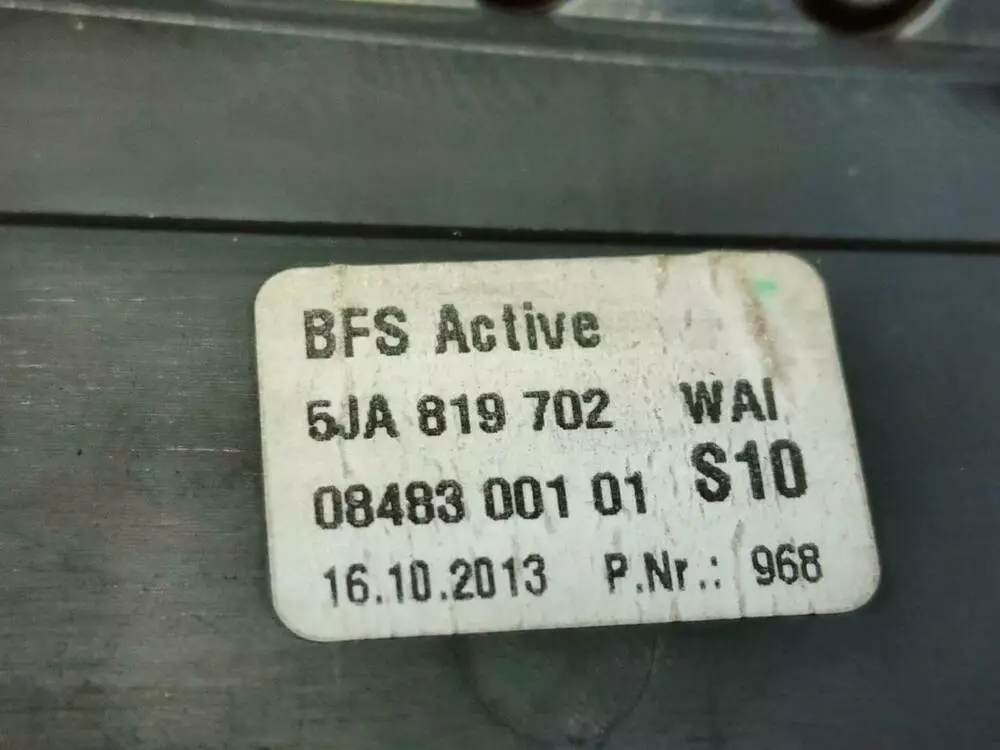 BFS Active
5JA 819 702 WAI
08483 001 01 S10
16.10.2013 P.Nr.: 968